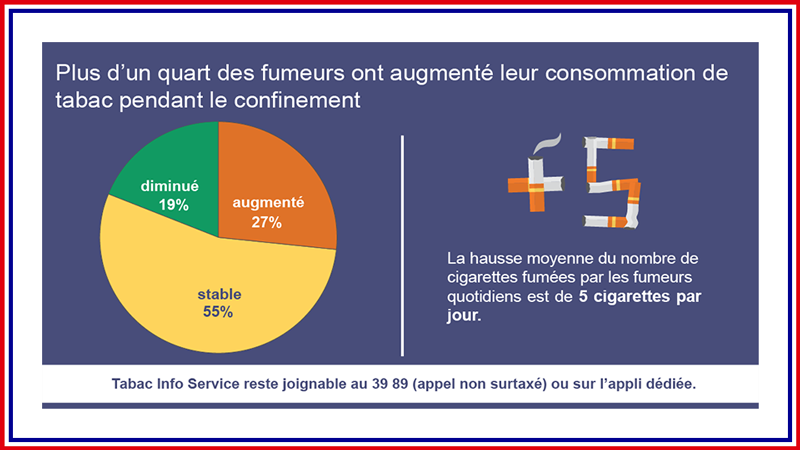 Plus d’un quart des fumeurs ont augmenté leur consommation de
tabac pendant le confinement
diminué
19%
augmenté
27%
stable
55%
+5
La hausse moyenne du nombre de
cigarettes fumées par les fumeurs
quotidiens est de 5 cigarettes par
jour.
Tabac Info Service reste joignable au 39 89 (appel non surtaxé) ou sur l’appli dédiée.